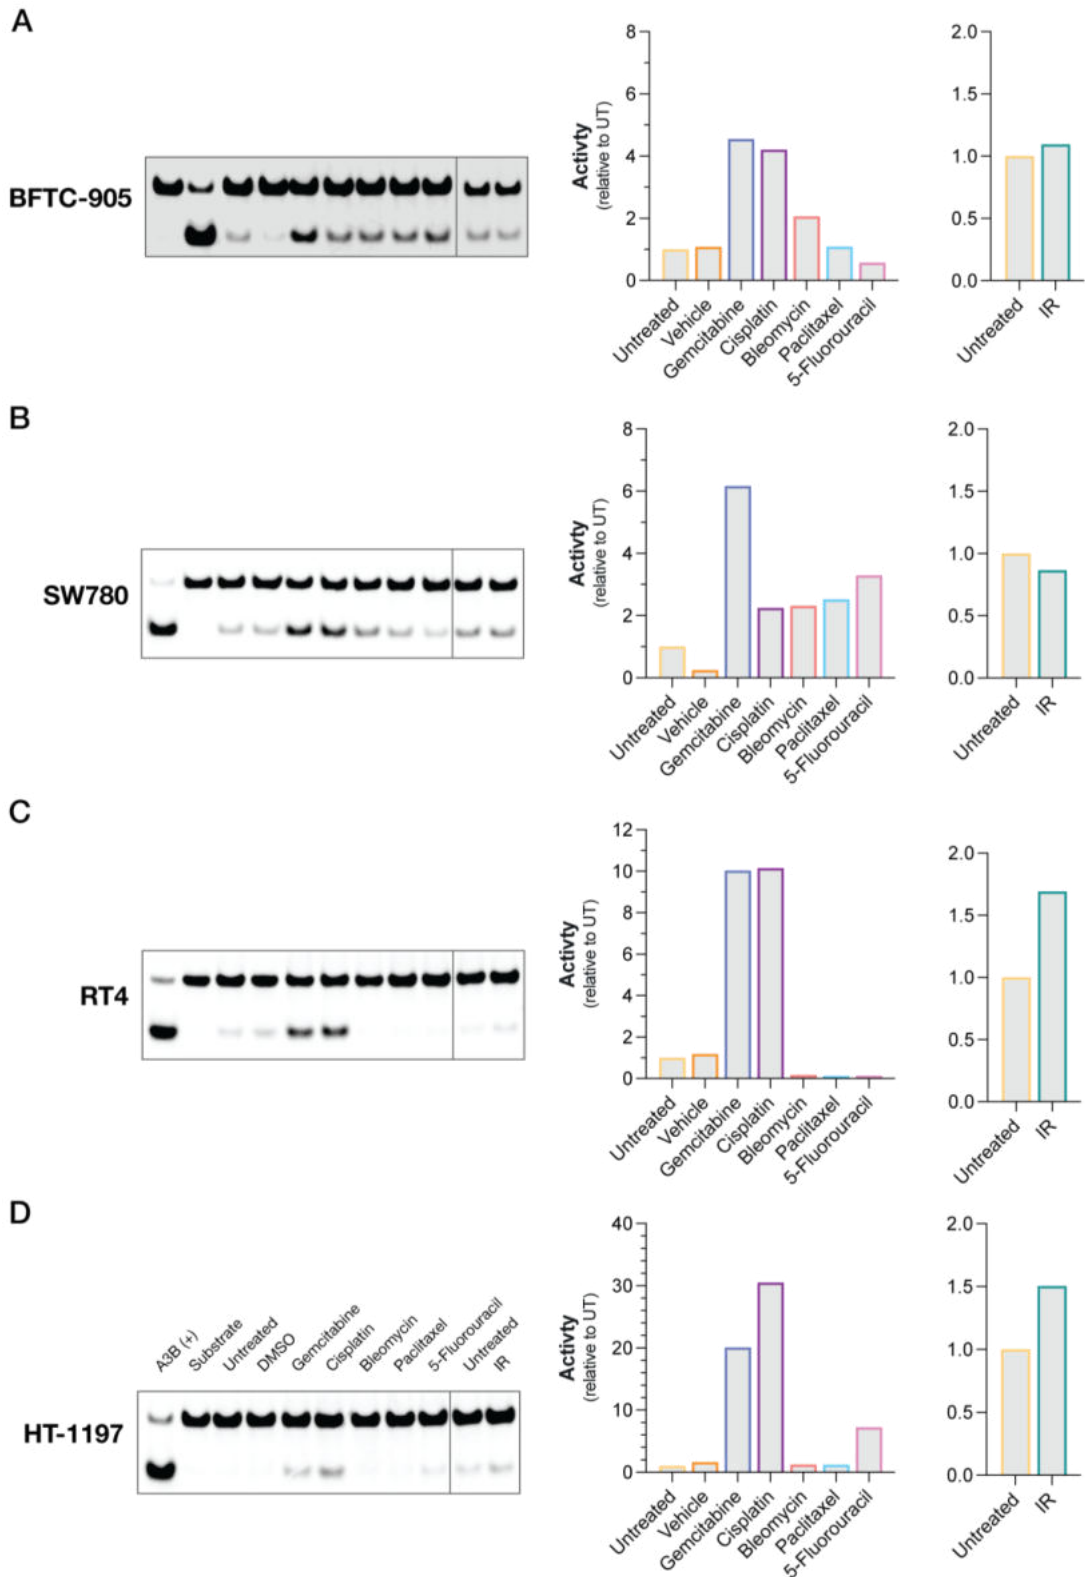 A
BFTC-905
Activty
(relative to UT)
8
6
4
2
0
Untreated
Vehicle
Gemcitabine
Cisplatin
Bleomycin
Paclitaxel
5-Fluorouracil
2.0
1.5
1.0
0.5
0.0
Untreated
IR
B
SW780
Activty
(relative to UT)
8
6
4
2
0
Untreated
Vehicle
Gemcitabine
Cisplatin
Bleomycin
Paclitaxel
5-Fluorouracil
2.0
1.5
1.0
0.5
0.0
Untreated
IR
C
RT4
Activty
(relative to UT)
12
10
8
6
4
2
0
Untreated
Vehicle
Gemcitabine
Cisplatin
Bleomycin
Paclitaxel
5-Fluorouracil
2.0
1.5
1.0
0.5
0.0
Untreated
IR
D
A3B (+)
Substrate
Untreated
DMSO
Gemcitabine
Cisplatin
Bleomycin
Paclitaxel
5-Fluorouracil
Untreated
IR
HT-1197
Activty
(relative to UT)
40
30
20
10
0
Untreated
Vehicle
Gemcitabine
Cisplatin
Bleomycin
Paclitaxel
5-Fluorouracil
2.0
1.5
1.0
0.5
0.0
Untreated
IR